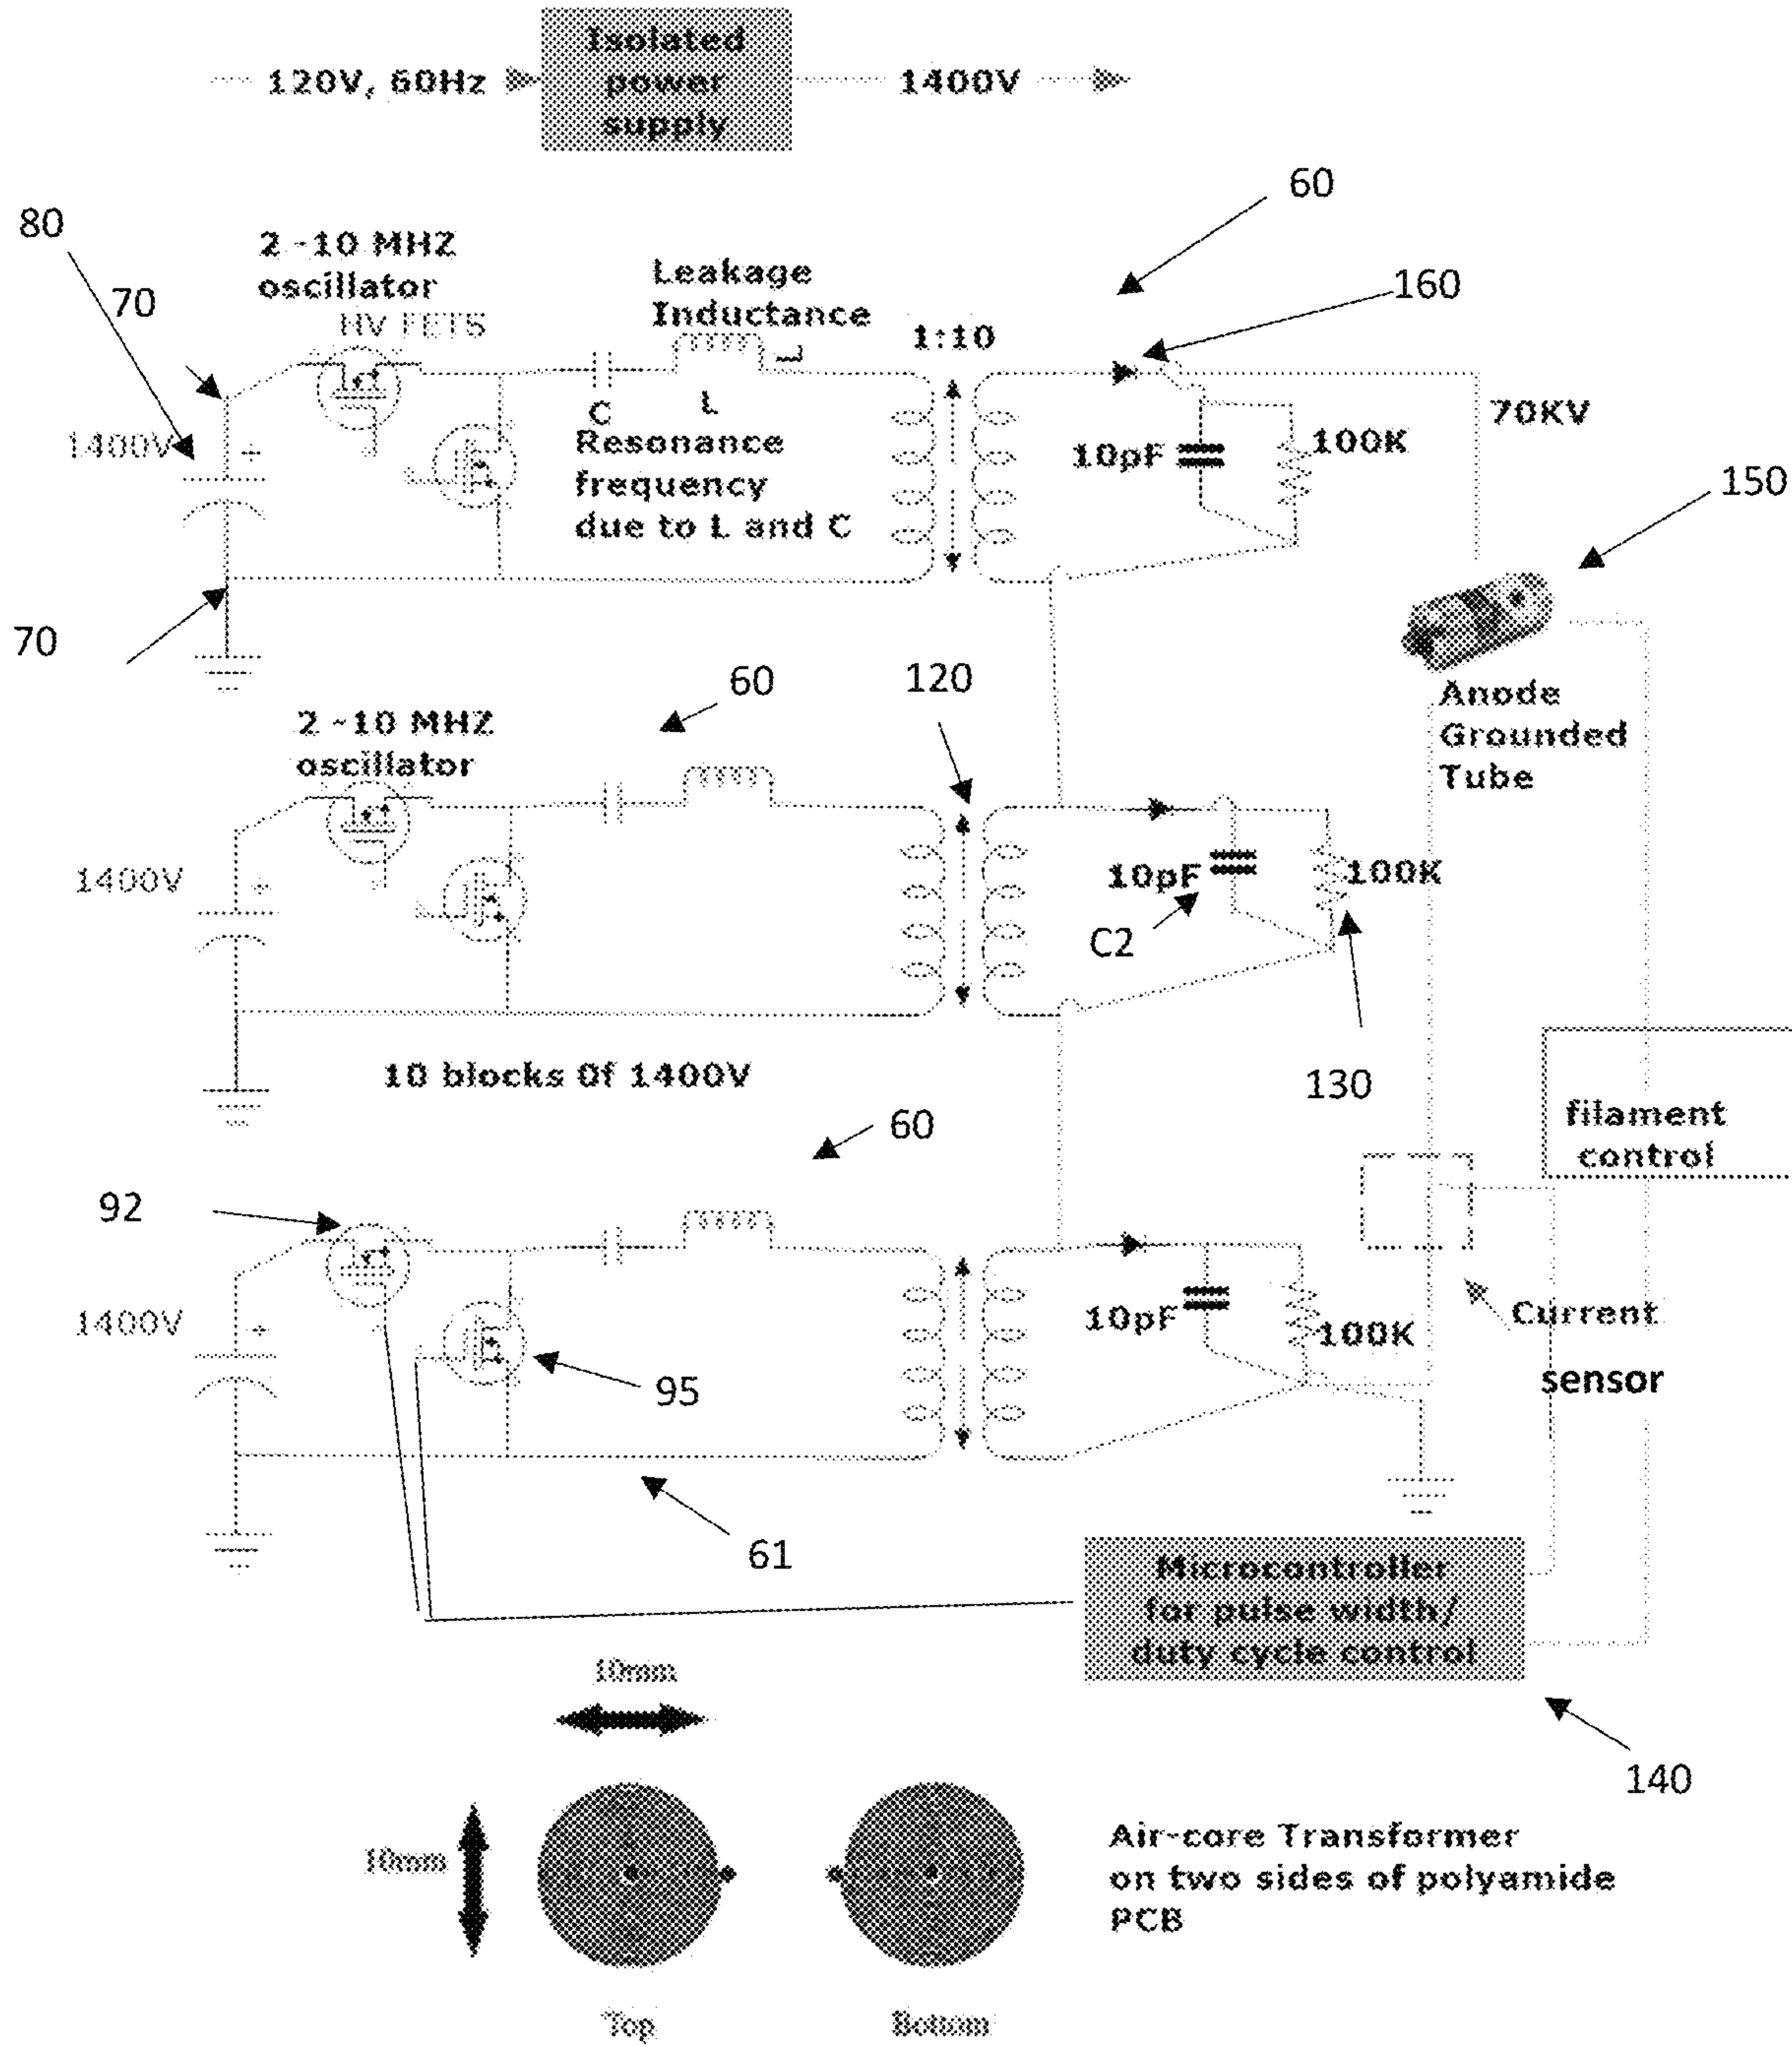 Isolated
power
supply
120V, 60Hz
1400V
60
80
2 -10 MHZ
oscillator
HV FETS
70
Leakage
Inductance
1:10
160
1400V
+
C
L
Resonance
frequency
due to L and C
10pF
100K
70KV
150
70
60
120
Anode
Grounded
Tube
2 -10 MHZ
oscillator
1400V
+
10pF
100K
C2
10 blocks 0f 1400V
130
60
filament
control
92
1400V
+
95
10pF
100K
Current
sensor
61
Microcontroller
for pulse width/
duty cycle control
10mm
140
10mm
Air-core Transformer
on two sides of polyamide
PCB
Top
Bottom